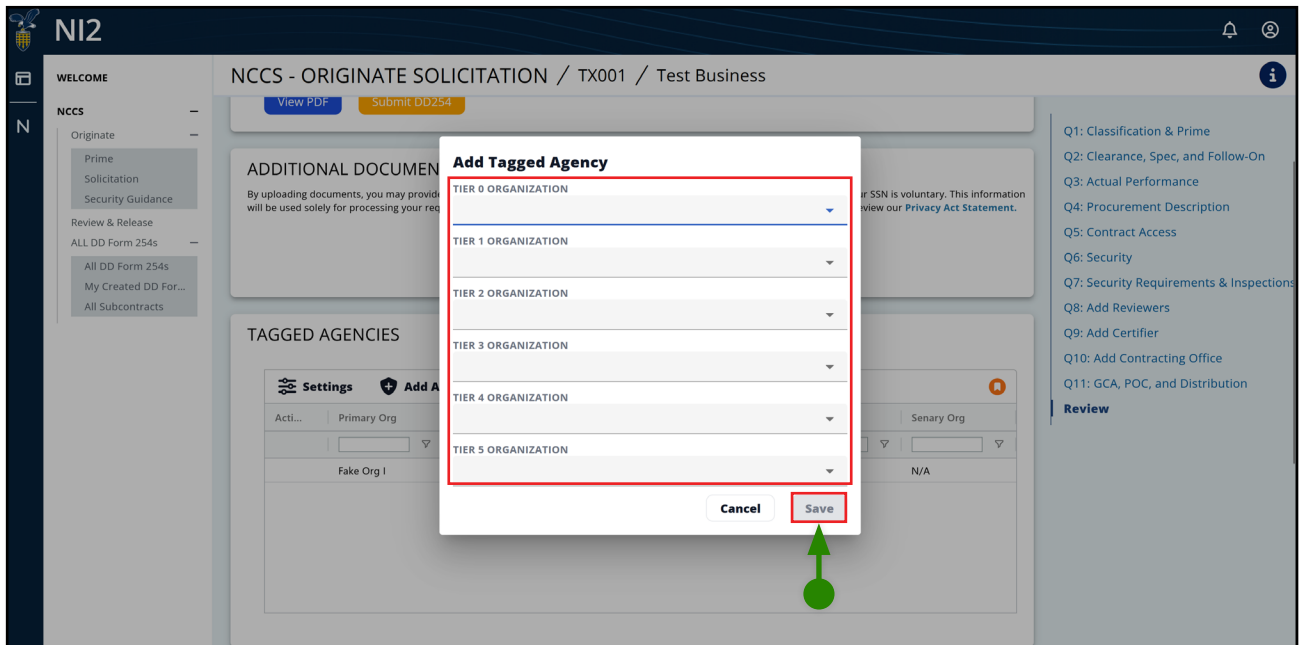 NI2
WELCOME
NCCS
Originate
Prime
Solicitation
Security Guidance
Review & Release
ALL DD Form 254s
All DD Form 254s
My Created DD For...
All Subcontracts
N
NCCS - ORIGINATE SOLICITATION / TX001 / Test Business
i
View PDF
Submit DD254
ADDITIONAL DOCUMEN
By uploading documents, you may provide
ur SSN is voluntary. This information
will be used solely for processing your req
eview our Privacy Act Statement.
TAGGED AGENCIES
Settings
Add A
Acti...
Primary Org
Senary Org
Fake Org I
N/A
Add Tagged Agency
TIER 0 ORGANIZATION
TIER 1 ORGANIZATION
TIER 2 ORGANIZATION
TIER 3 ORGANIZATION
TIER 4 ORGANIZATION
TIER 5 ORGANIZATION
Cancel
Save
Q1: Classification & Prime
Q2: Clearance, Spec, and Follow-On
Q3: Actual Performance
Q4: Procurement Description
Q5: Contract Access
Q6: Security
Q7: Security Requirements & Inspections
Q8: Add Reviewers
Q9: Add Certifier
Q10: Add Contracting Office
Q11: GCA, POC, and Distribution
Review